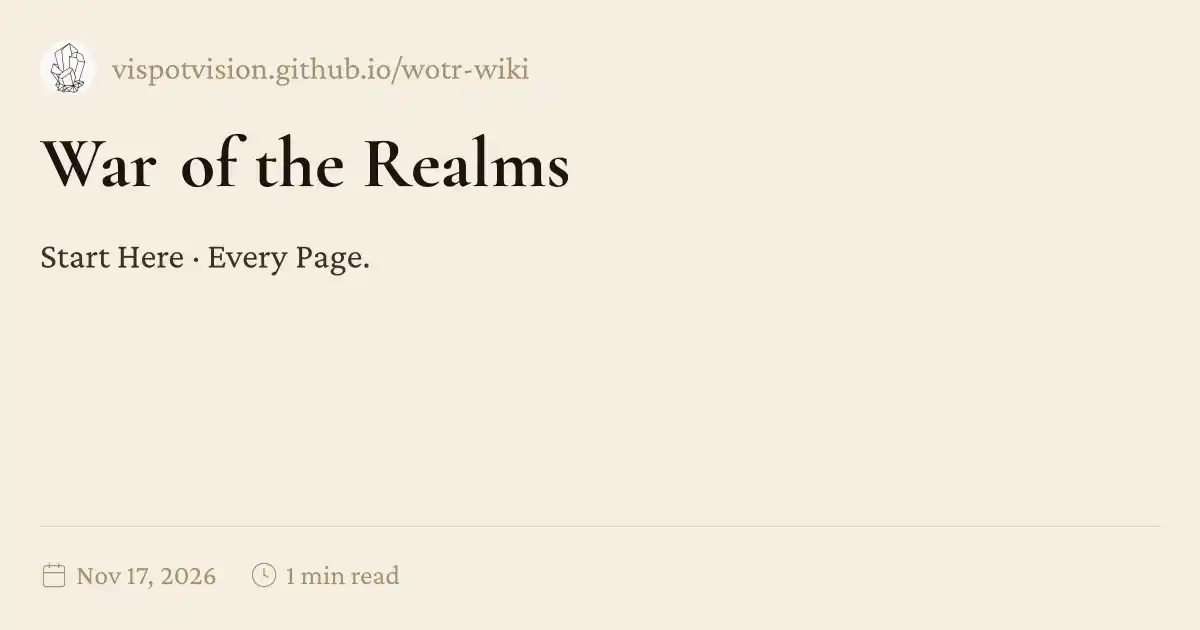 vispotvision.github.io/wotr-wiki
War of the Realms
Start Here · Every Page.
Nov 17, 2026 1 min read